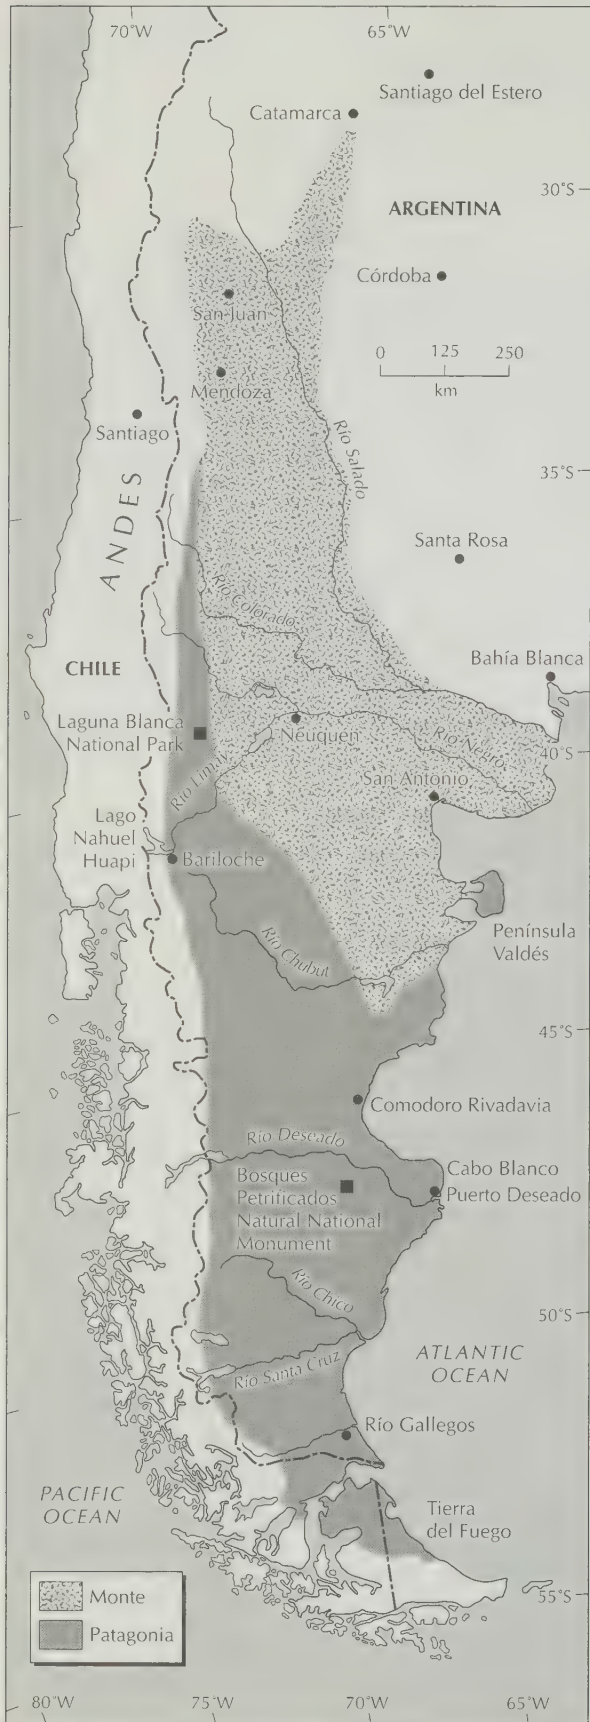 70°W
65°W
Santiago del Estero
Catamarca
30°S
ARGENTINA
Córdoba
San Juan
0 125 250
km
Mendoza
Santiago
Río Salado
35°S
ANDES
Santa Rosa
Río Colorado
Bahía Blanca
CHILE
Laguna Blanca
National Park
Neuquén
Río Negro
40°S
Río Limay
San Antonio
Lago
Nahuel
Huapi
Bariloche
Península
Valdés
Río Chubut
45°S
Comodoro Rivadavia
Río Deseado
Cabo Blanco
Puerto Deseado
Bosques
Petrificados
Natural National
Monument
Río Chico
50°S
ATLANTIC
OCEAN
Río Santa Cruz
Río Gallegos
PACIFIC
OCEAN
Tierra
del Fuego
Monte
Patagonia
55°S
80°W
75°W
70°W
65°W